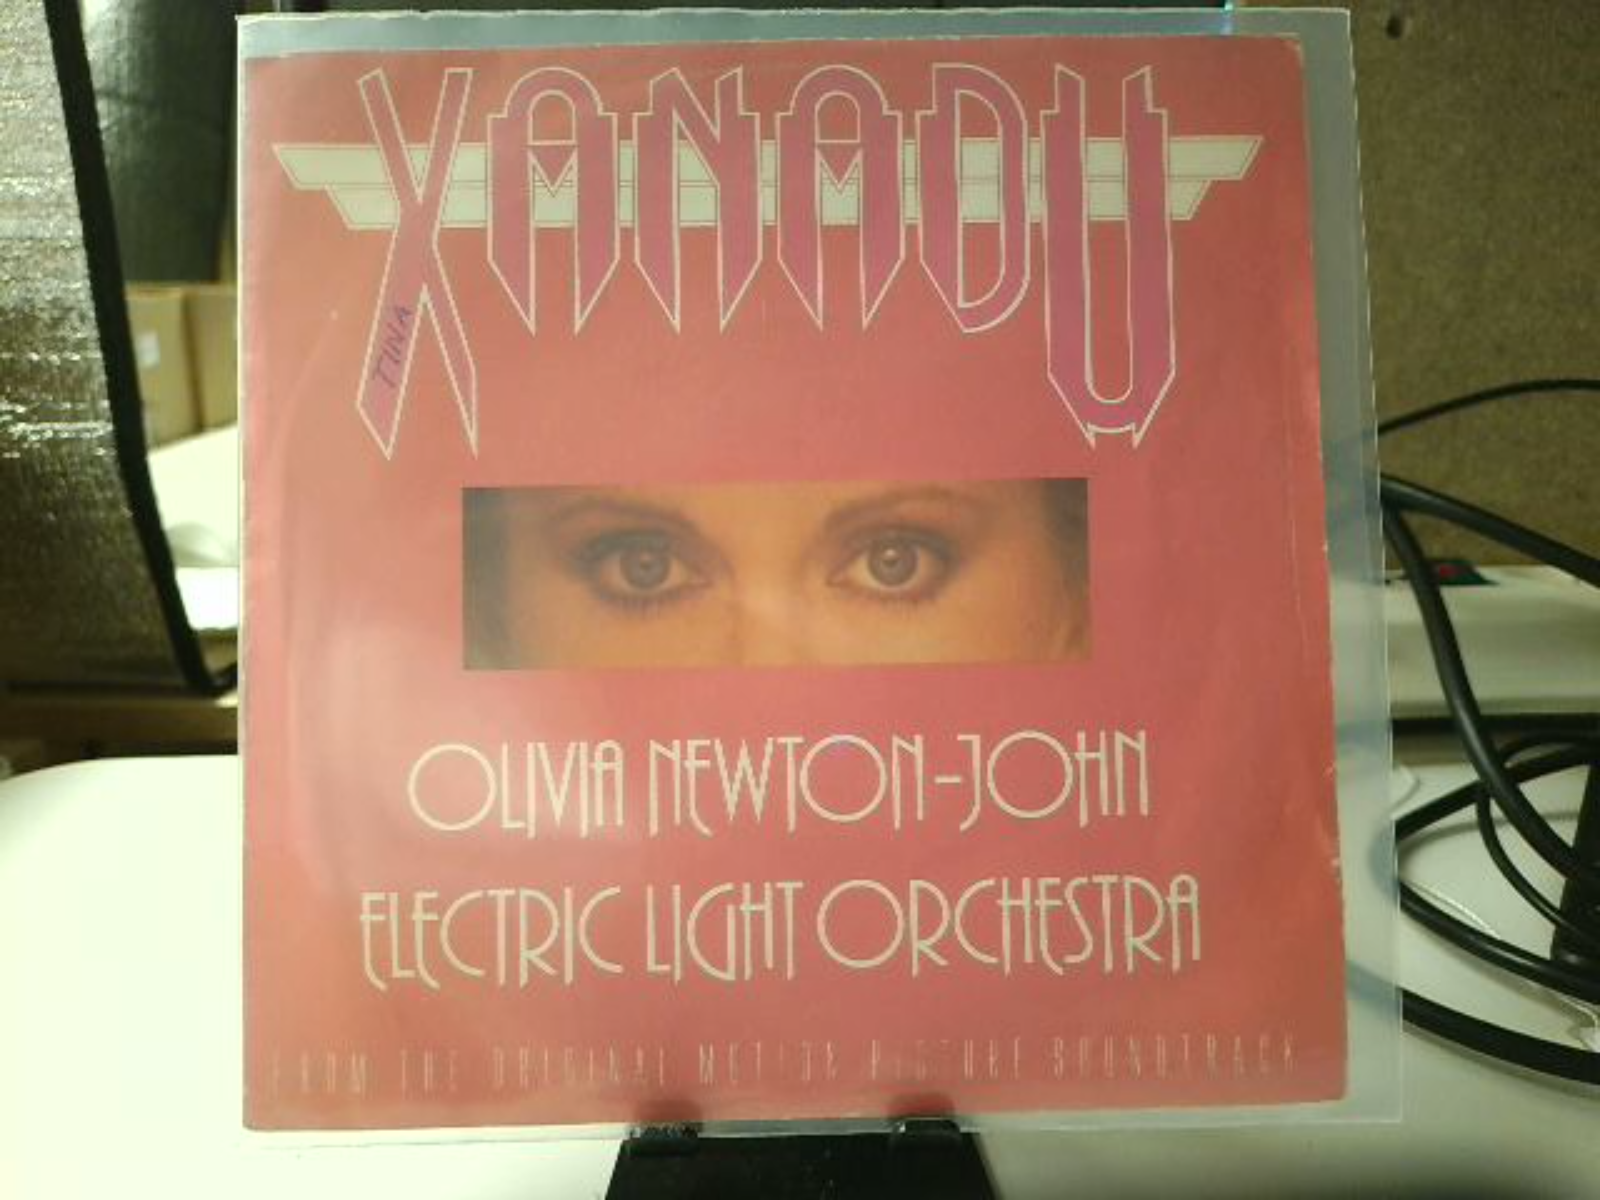 XANADU
TINA
OLIVIA NEWTON-JOHN
ELECTRIC LIGHT ORCHESTRA
FROM THE ORIGINAL MOTION PICTURE SOUNDTRACK